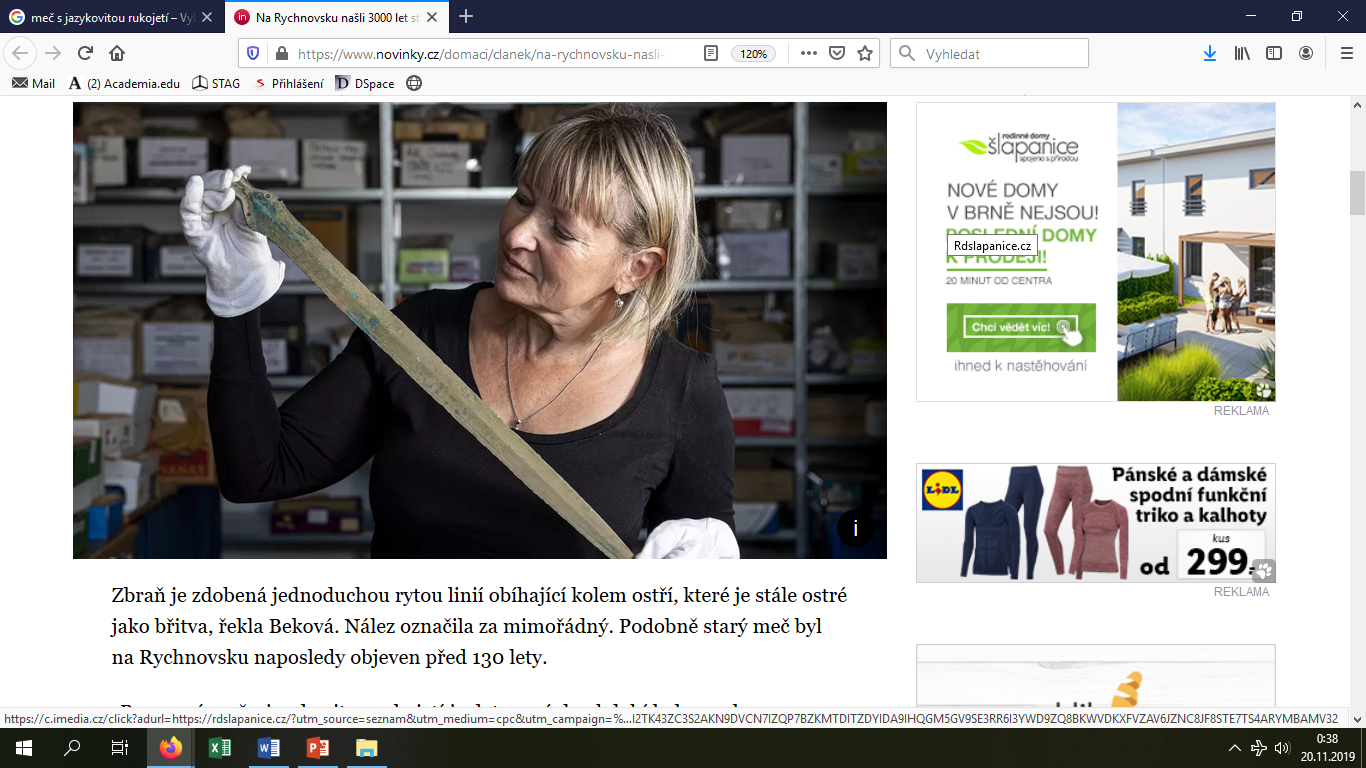 meč s jazykovitou rukojetí – Vy
Na Rychnovsku našli 3000 let st
https://www.novinky.cz/domaci/clanek/na-rychnovsku-nasli-
120%
Vyhledat
Mail
(2) Academia.edu
STAG
Přihlášení
DSpace
rodinné domy
šlapanice
spojeno s přírodou
NOVÉ DOMY
V BRNĚ NEJSOU!
POSLEDNÍ DOMY
K PRODEJI!
Rdslapanice.cz
20 MINUT OD CENTRA
Chci vědět víc!
ihned k nastěhování
REKLAMA
LIDL
Pánské a dámské
spodní funkční
triko a kalhoty
kus
od 299.-
REKLAMA
i
Zbraň je zdobená jednoduchou rytou linií obíhající kolem ostří, které je stále ostré
jako břitva, řekla Beková. Nález označila za mimořádný. Podobně starý meč byl
na Rychnovsku naposledy objeven před 130 lety.
https://c.imedia.cz/click?adurl=https://rdslapanice.cz/?utm_source=seznam&utm_medium=cpc&utm_campaign=%...I2TK43ZC3S2AKN9DVCN7IZQP7BZKMTDITZDYIDA9IHQGM5GV9SE3RR6I3YWD9ZQ8BKWVDKXFVZAV6JZNC8JF8STE7TS4ARYMBAMV32
0:38
20.11.2019